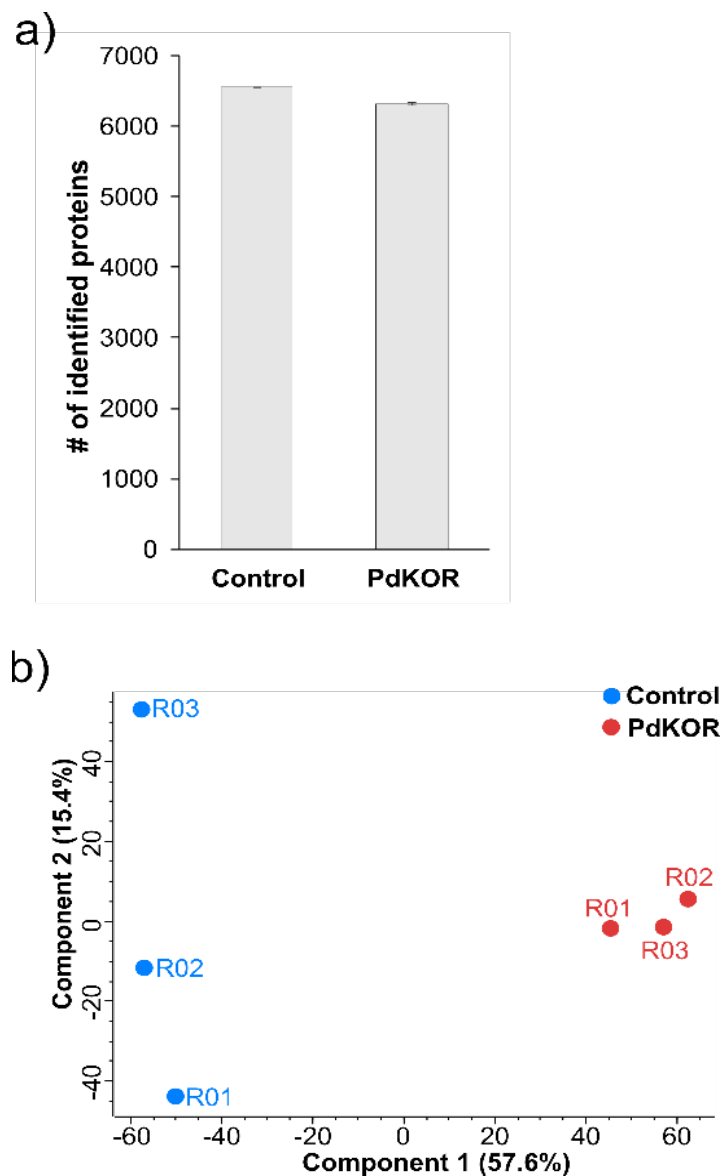 a)
# of identified proteins
7000
6000
5000
4000
3000
2000
1000
0
Control
PdKOR
b)
Control
PdKOR
R03
R02
R01
R02
R01
R03
Component 2 (15.4%)
40
20
0
-20
-40
-60
-40
-20
0
20
40
60
Component 1 (57.6%)